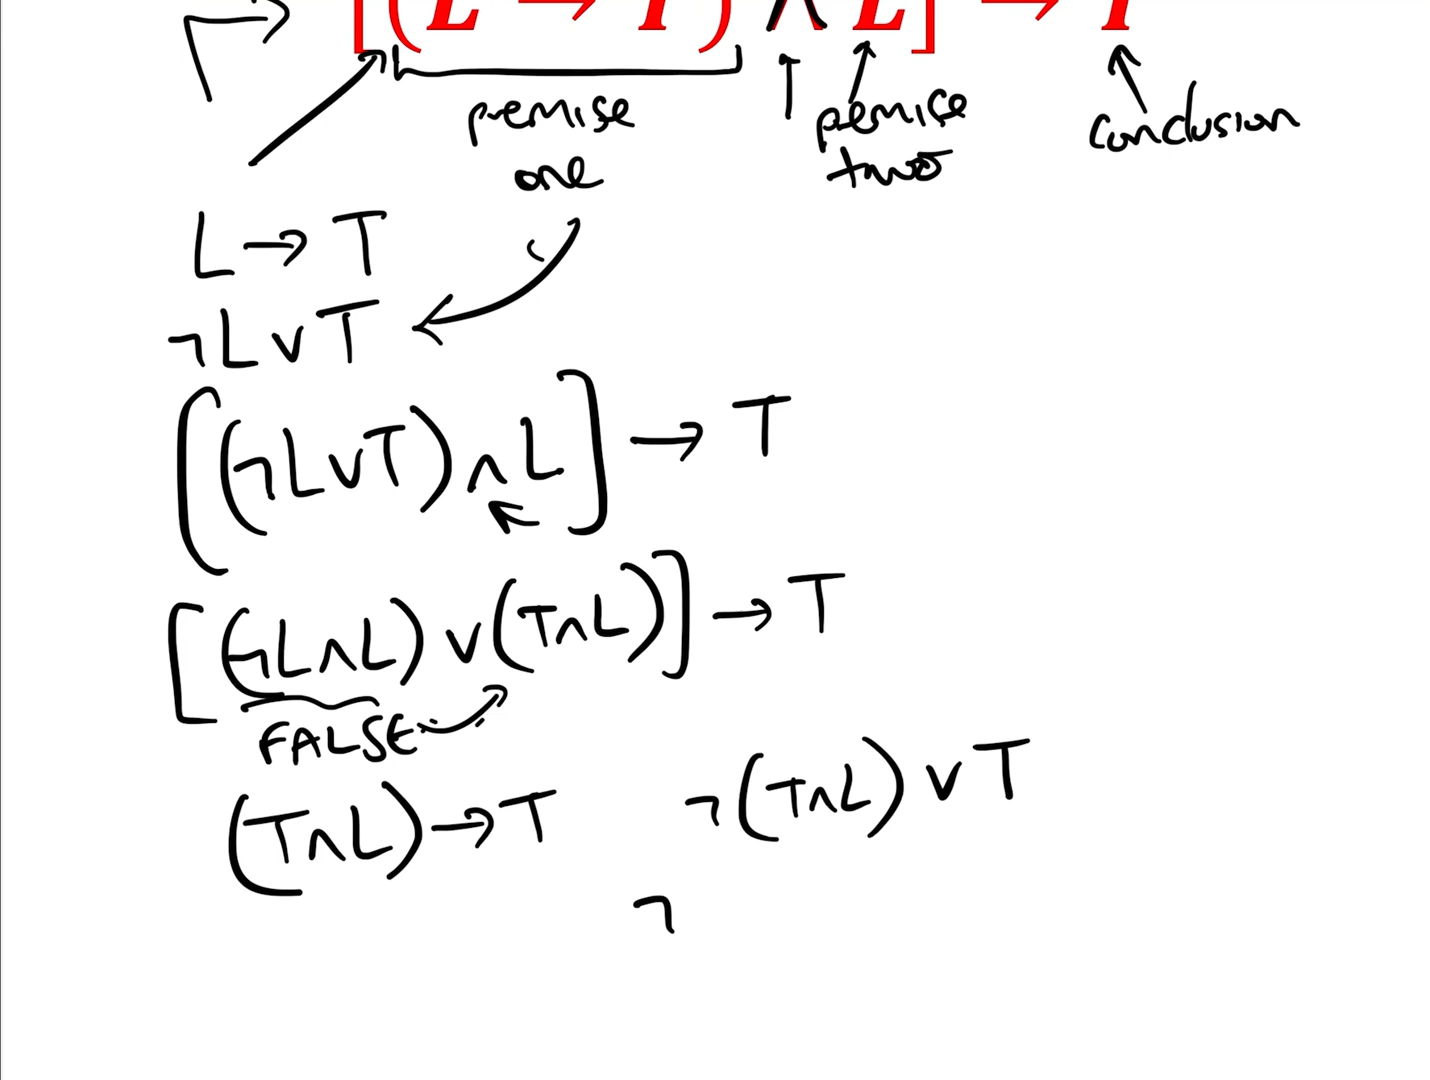 [(L → T) ∧ L] → T
premise one
premise two
conclusion
L → T
¬L∨T
[(¬L∨T)∧L] → T
[(¬L∧L) ∨ (T∧L)] → T
FALSE
(T∧L) → T
¬(T∧L) ∨ T
¬